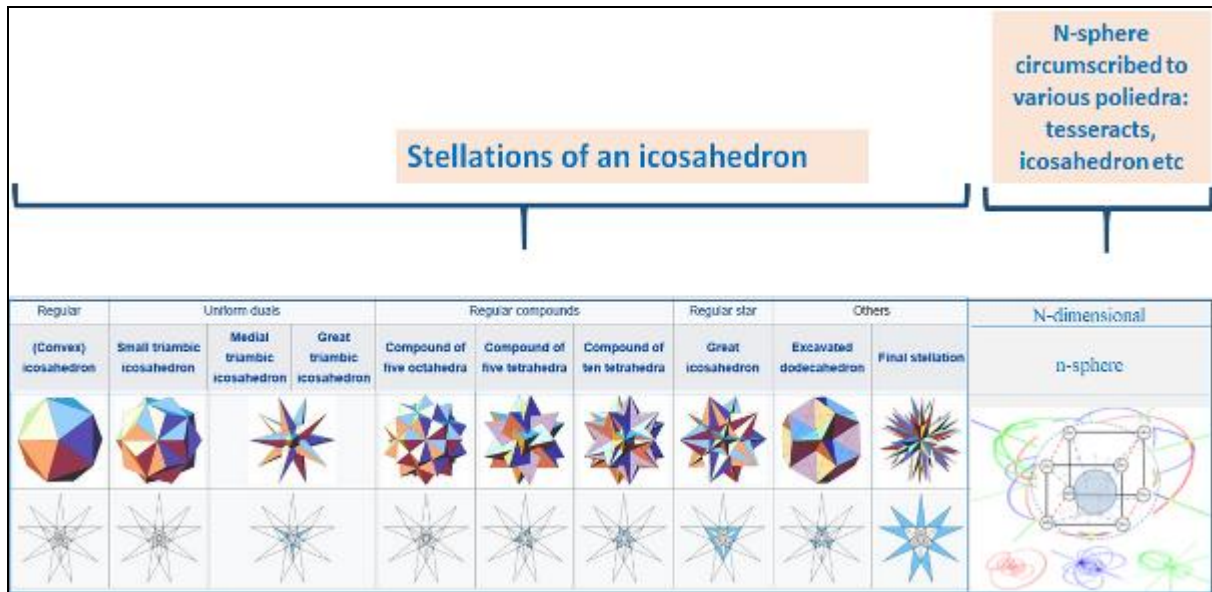 N-sphere
circumscribed to
various poliedra:
tesseracts,
icosahedron etc
Stellations of an icosahedron
Regular
Uniform duals
Regular compounds
Regular star
Others
N-dimensional
(Convex)
icosahedron
Small triambic
icosahedron
Medial
triambic
icosahedron
Great
triambic
icosahedron
Compound of
five octahedra
Compound of
five tetrahedra
Compound of
ten tetrahedra
Great
icosahedron
Excavated
dodecahedron
Final stellation
n-sphere